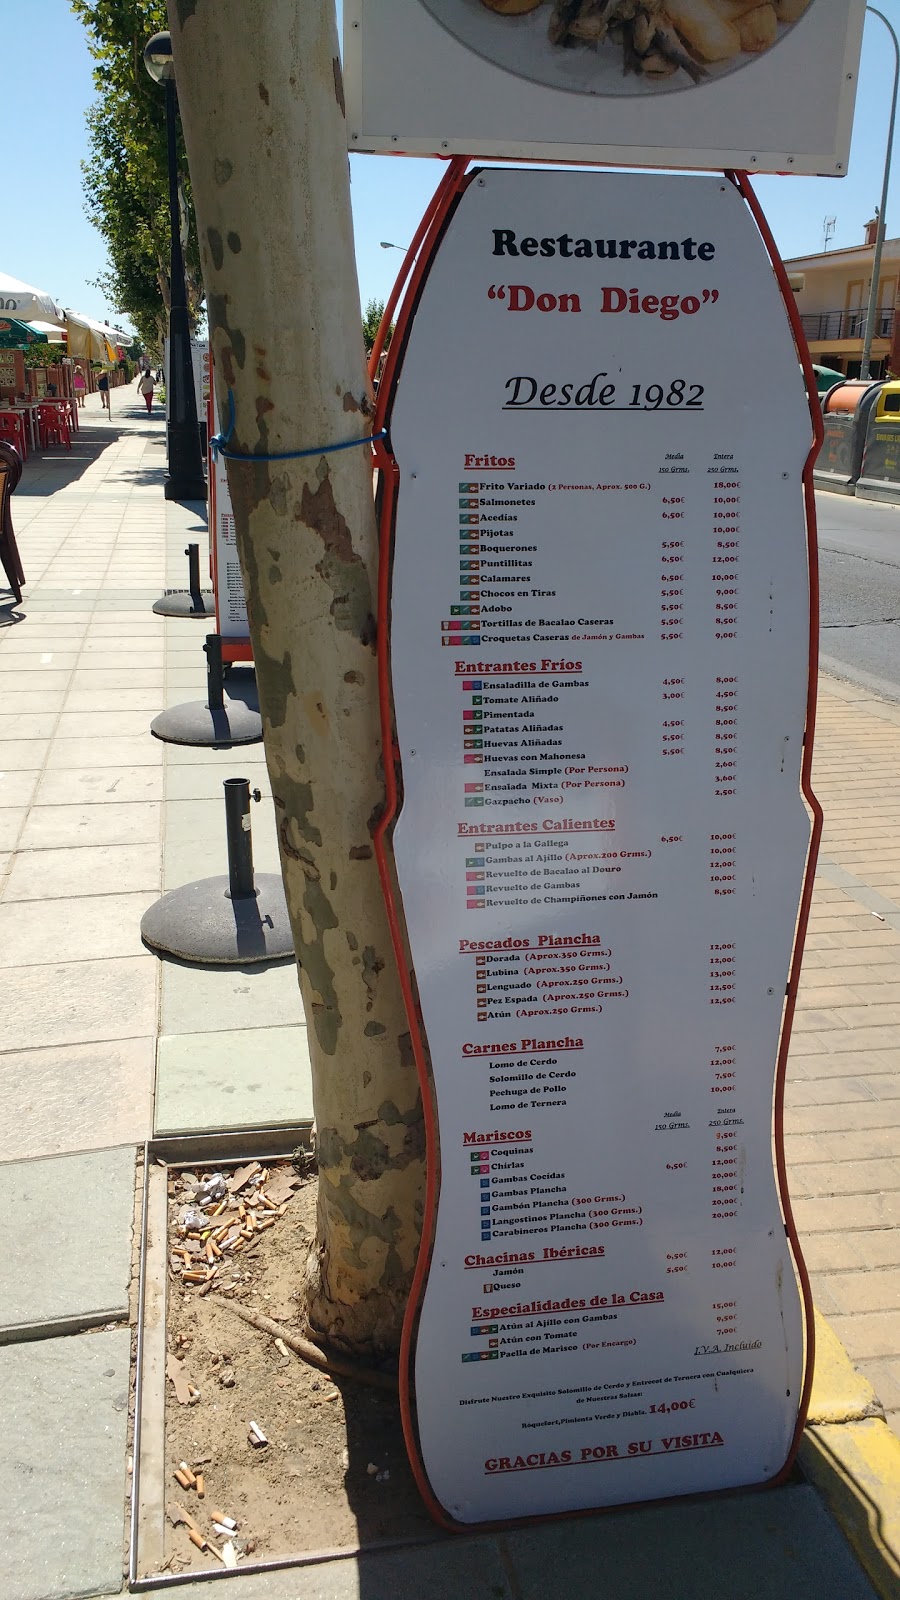 Restaurante
“Don Diego”
Desde 1982
Fritos Media 150 Grms. Entera 250 Grms.
Frito Variado (2 Personas, Aprox. 500 G.) 18,00€
Salmonetes 6,50€ 10,00€
Acedías 6,50€ 10,00€
Pijotas 10,00€
Boquerones 5,50€ 8,50€
Puntillitas 6,50€ 12,00€
Calamares 6,50€ 10,00€
Chocos en Tiras 5,50€ 9,00€
Adobo 5,50€ 8,50€
Tortillas de Bacalao Caseras 5,50€ 8,50€
Croquetas Caseras de Jamón y Gambas 5,50€ 9,00€
Entrantes Fríos
Ensaladilla de Gambas 4,50€ 8,00€
Tomate Aliñado 3,00€ 4,50€
Pimentada 8,50€
Patatas Aliñadas 4,50€ 8,00€
Huevas Aliñadas 5,50€ 8,50€
Huevas con Mahonesa 5,50€ 8,50€
Ensalada Simple (Por Persona) 2,60€
Ensalada Mixta (Por Persona) 3,60€
Gazpacho (Vaso) 2,50€
Entrantes Calientes
Pulpo a la Gallega 6,50€ 10,00€
Gambas al Ajillo (Aprox.200 Grms.) 10,00€
Revuelto de Bacalao al Douro 12,00€
Revuelto de Gambas 10,00€
Revuelto de Champiñones con Jamón 8,50€
Pescados Plancha
Dorada (Aprox.350 Grms.) 12,00€
Lubina (Aprox.350 Grms.) 12,00€
Lenguado (Aprox.250 Grms.) 13,00€
Pez Espada (Aprox.250 Grms.) 12,50€
Atún (Aprox.250 Grms.) 12,50€
Carnes Plancha
Lomo de Cerdo 7,50€
Solomillo de Cerdo 12,00€
Pechuga de Pollo 7,50€
Lomo de Ternera 10,00€
Mariscos Media 150 Grms. Entera 250 Grms.
Coquinas 9,50€
Chirlas 8,50€
Gambas Cocidas 6,50€ 12,00€
Gambas Plancha 20,00€
Gambón Plancha (300 Grms.) 18,00€
Langostinos Plancha (300 Grms.) 20,00€
Carabineros Plancha (300 Grms.) 20,00€
Chacinas Ibéricas
Jamón 6,50€ 12,00€
Queso 5,50€ 10,00€
Especialidades de la Casa
Atún al Ajillo con Gambas 15,00€
Atún con Tomate 9,50€
Paella de Marisco (Por Encargo) 7,00€
I.V.A. Incluido
Disfrute Nuestro Exquisito Solomillo de Cerdo y Entrecot de Ternera con Cualquiera
de Nuestras Salsas:
Róquefort,Pimienta Verde y Diabla. 14,00€
GRACIAS POR SU VISITA